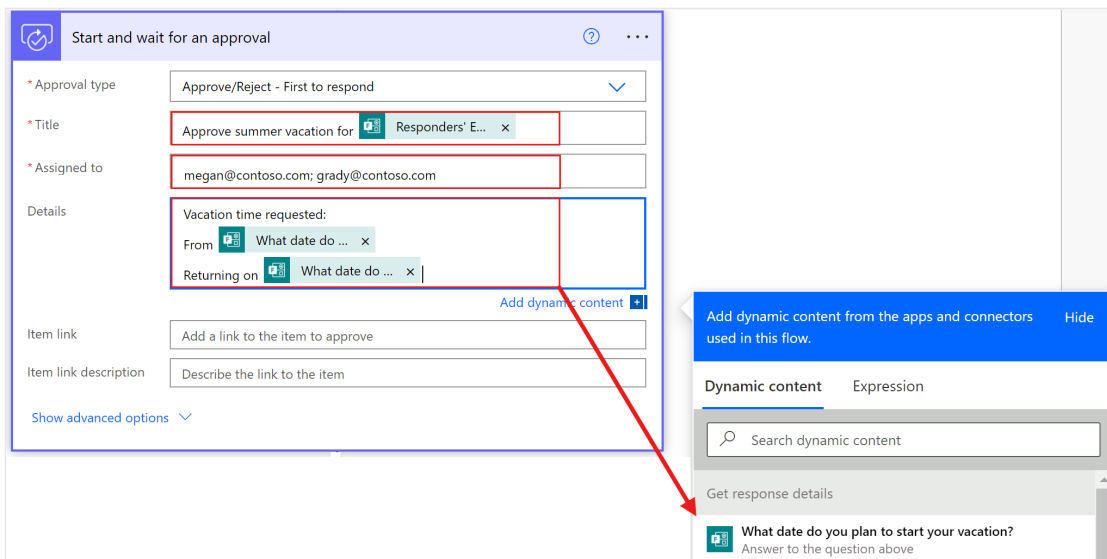 Start and wait for an approval
* Approval type
Approve/Reject - First to respond
* Title
Approve summer vacation for Responders' E... ×
* Assigned to
megan@contoso.com; grady@contoso.com
Details
Vacation time requested:
From What date do ... ×
Returning on What date do ... ×
Add dynamic content +
Item link
Add a link to the item to approve
Item link description
Describe the link to the item
Show advanced options
Add dynamic content from the apps and connectors
used in this flow.
Hide
Dynamic content Expression
Search dynamic content
Get response details
What date do you plan to start your vacation?
Answer to the question above